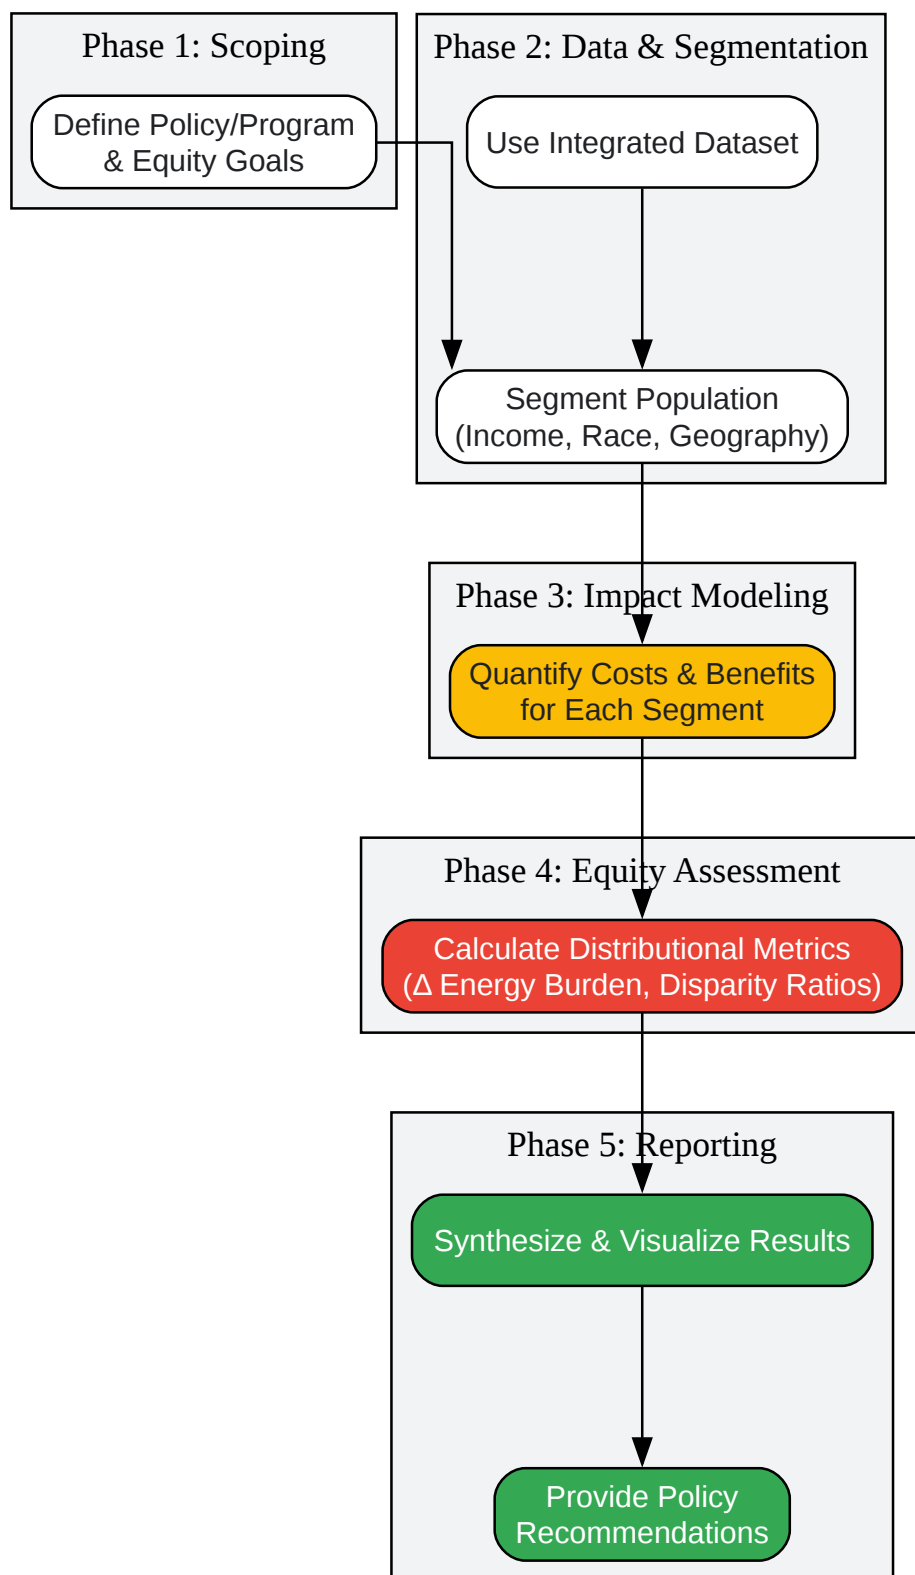 Phase 1: Scoping
Define Policy/Program
& Equity Goals
Phase 2: Data & Segmentation
Use Integrated Dataset
Segment Population
(Income, Race, Geography)
Phase 3: Impact Modeling
Quantify Costs & Benefits
for Each Segment
Phase 4: Equity Assessment
Calculate Distributional Metrics
(Δ Energy Burden, Disparity Ratios)
Phase 5: Reporting
Synthesize & Visualize Results
Provide Policy
Recommendations